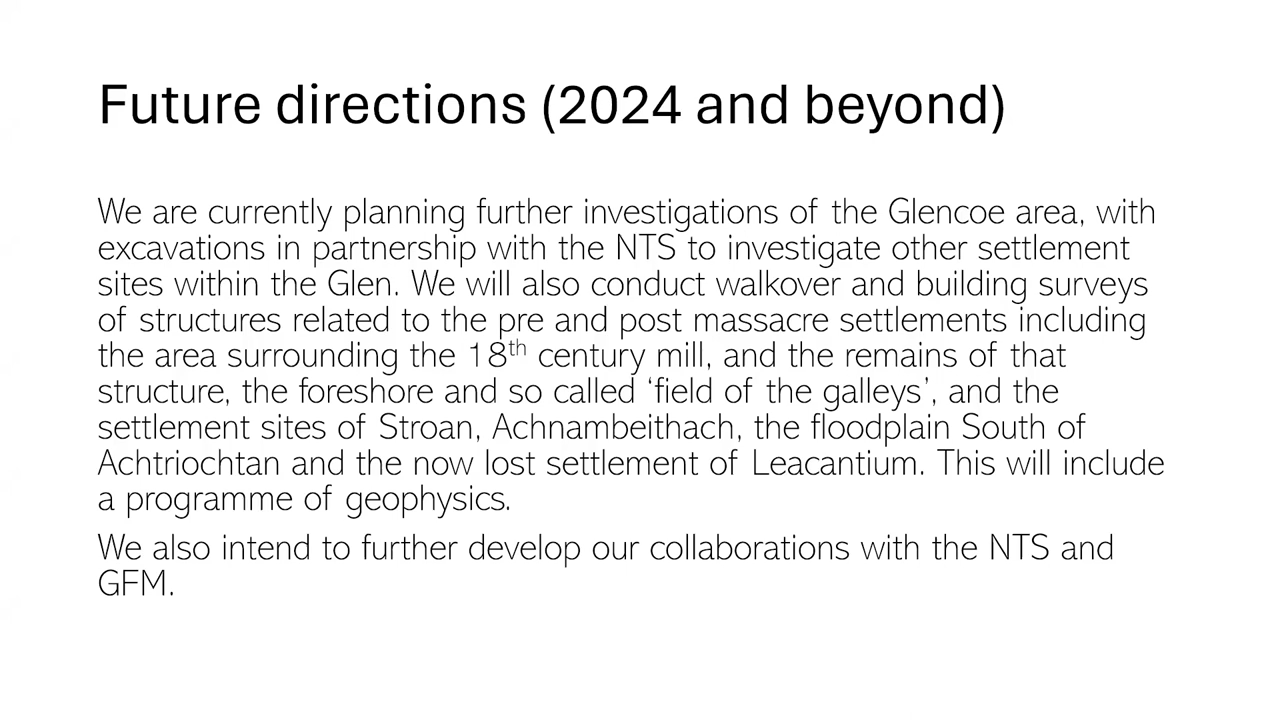 Future directions (2024 and beyond)
We are currently planning further investigations of the Glencoe area, with
excavations in partnership with the NTS to investigate other settlement
sites within the Glen. We will also conduct walkover and building surveys
of structures related to the pre and post massacre settlements including
the area surrounding the 18th century mill, and the remains of that
structure, the foreshore and so called ‘field of the galleys’, and the
settlement sites of Stroan, Achnambeithach, the floodplain South of
Achtriochtan and the now lost settlement of Leacantium. This will include
a programme of geophysics.
We also intend to further develop our collaborations with the NTS and
GFM.